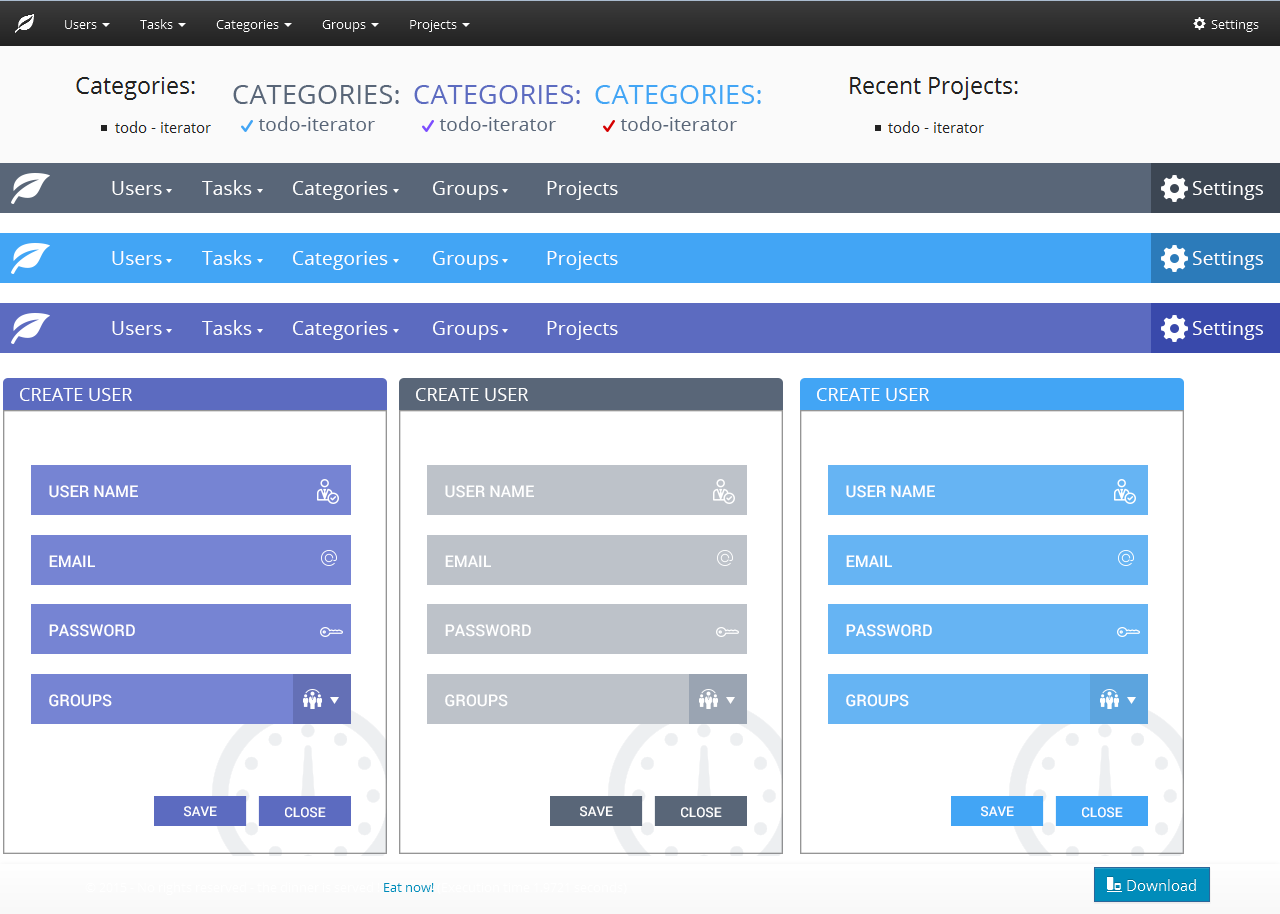 Users Tasks Categories Groups Projects Settings
Categories: CATEGORIES: CATEGORIES: CATEGORIES: Recent Projects:
todo - iterator todo-iterator todo-iterator todo-iterator todo - iterator
Users Tasks Categories Groups Projects Settings
Users Tasks Categories Groups Projects Settings
Users Tasks Categories Groups Projects Settings
CREATE USER CREATE USER CREATE USER
USER NAME USER NAME USER NAME
EMAIL EMAIL EMAIL
PASSWORD PASSWORD PASSWORD
GROUPS GROUPS GROUPS
SAVE CLOSE SAVE CLOSE SAVE CLOSE
Eat now! Download